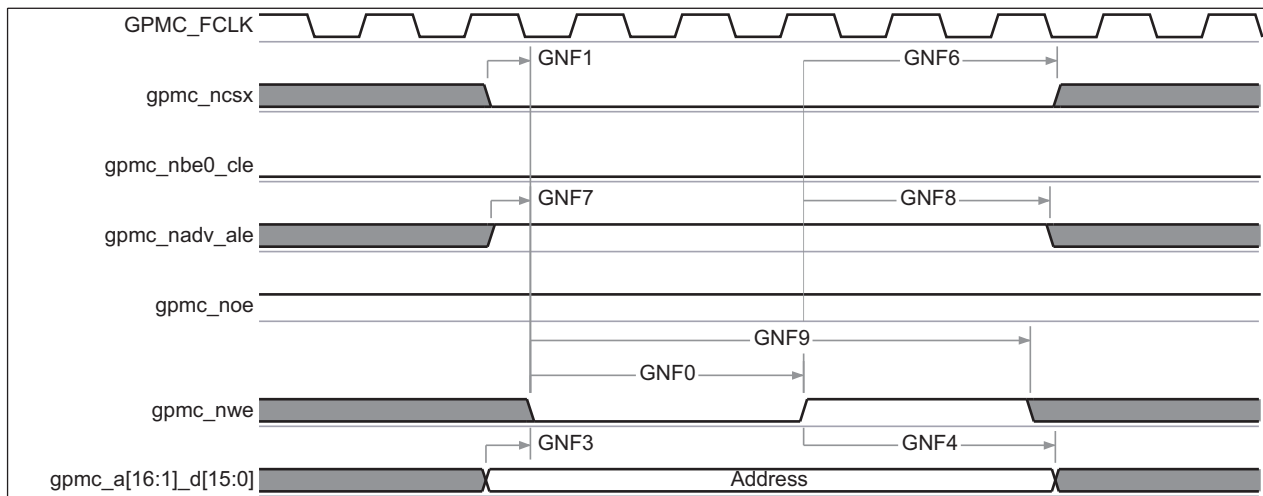 GPMC_FCLK
GNF1
GNF6
gpmc_ncsx
gpmc_nbe0_cle
GNF7
GNF8
gpmc_nadv_ale
gpmc_noe
GNF9
GNF0
gpmc_nwe
GNF3
GNF4
gpmc_a[16:1]_d[15:0]
Address